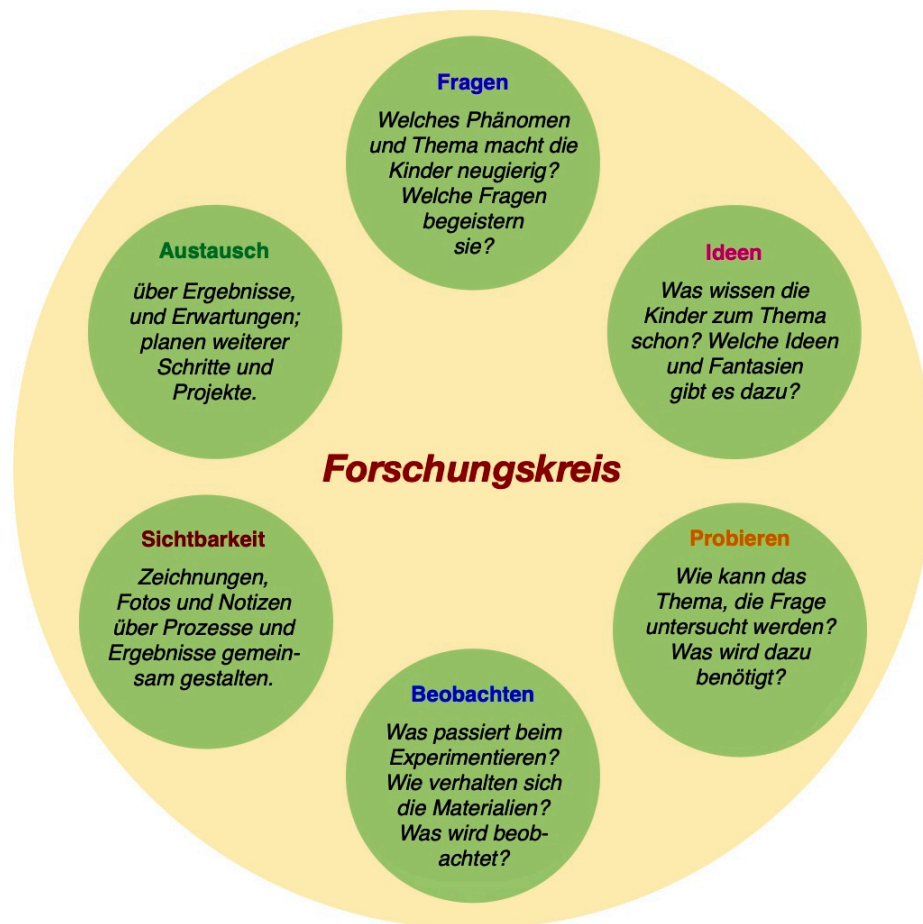 Fragen
Welches Phänomen
und Thema macht die
Kinder neugierig?
Welche Fragen
begeistern
sie?
Ideen
Was wissen die
Kinder zum Thema
schon? Welche Ideen
und Fantasien
gibt es dazu?
Probieren
Wie kann das
Thema, die Frage
untersucht werden?
Was wird dazu
benötigt?
Beobachten
Was passiert beim
Experimentieren?
Wie verhalten sich
die Materialien?
Was wird beob-
achtet?
Sichtbarkeit
Zeichnungen,
Fotos und Notizen
über Prozesse und
Ergebnisse gemein-
sam gestalten.
Austausch
über Ergebnisse,
und Erwartungen;
planen weiterer
Schritte und
Projekte.
Forschungskreis